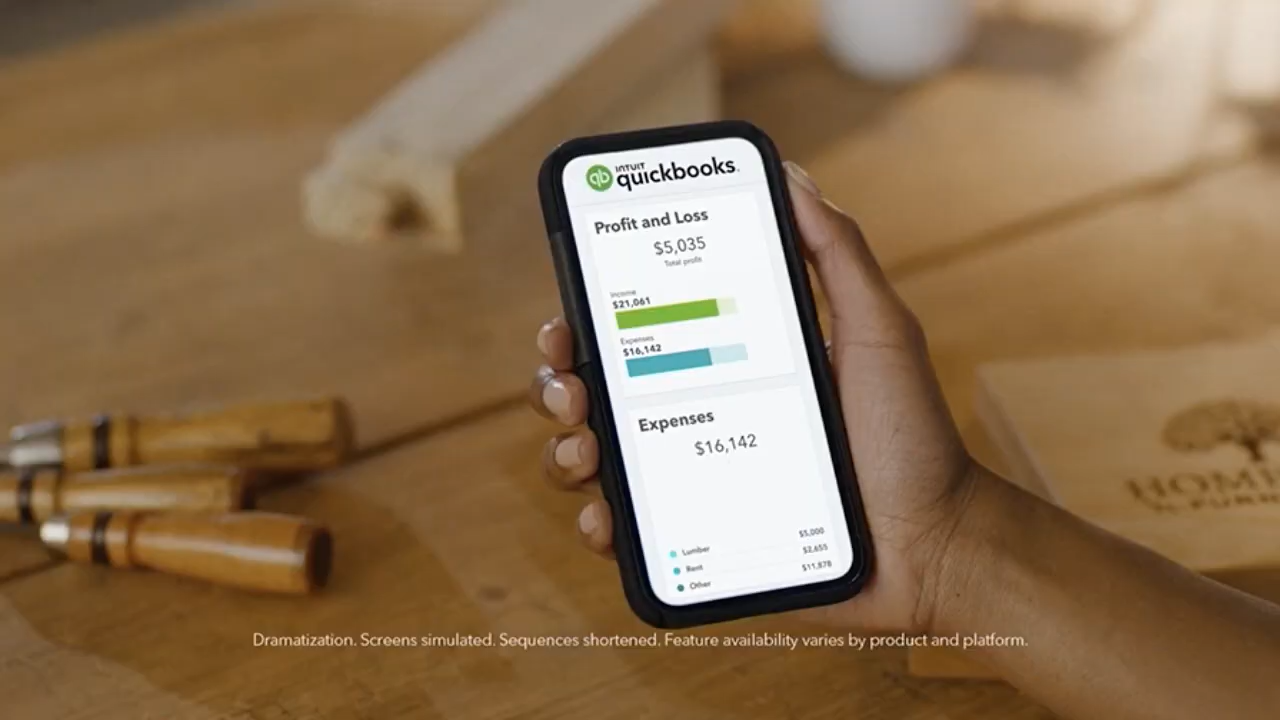 INTUIT
quickbooks.
Profit and Loss
$5,035
Total profit
Income
$21,061
Expenses
$16,142
Expenses
$16,142
Lumber $5,000
Rent $2,655
Other $11,878
Dramatization. Screens simulated. Sequences shortened. Feature availability varies by product and platform.